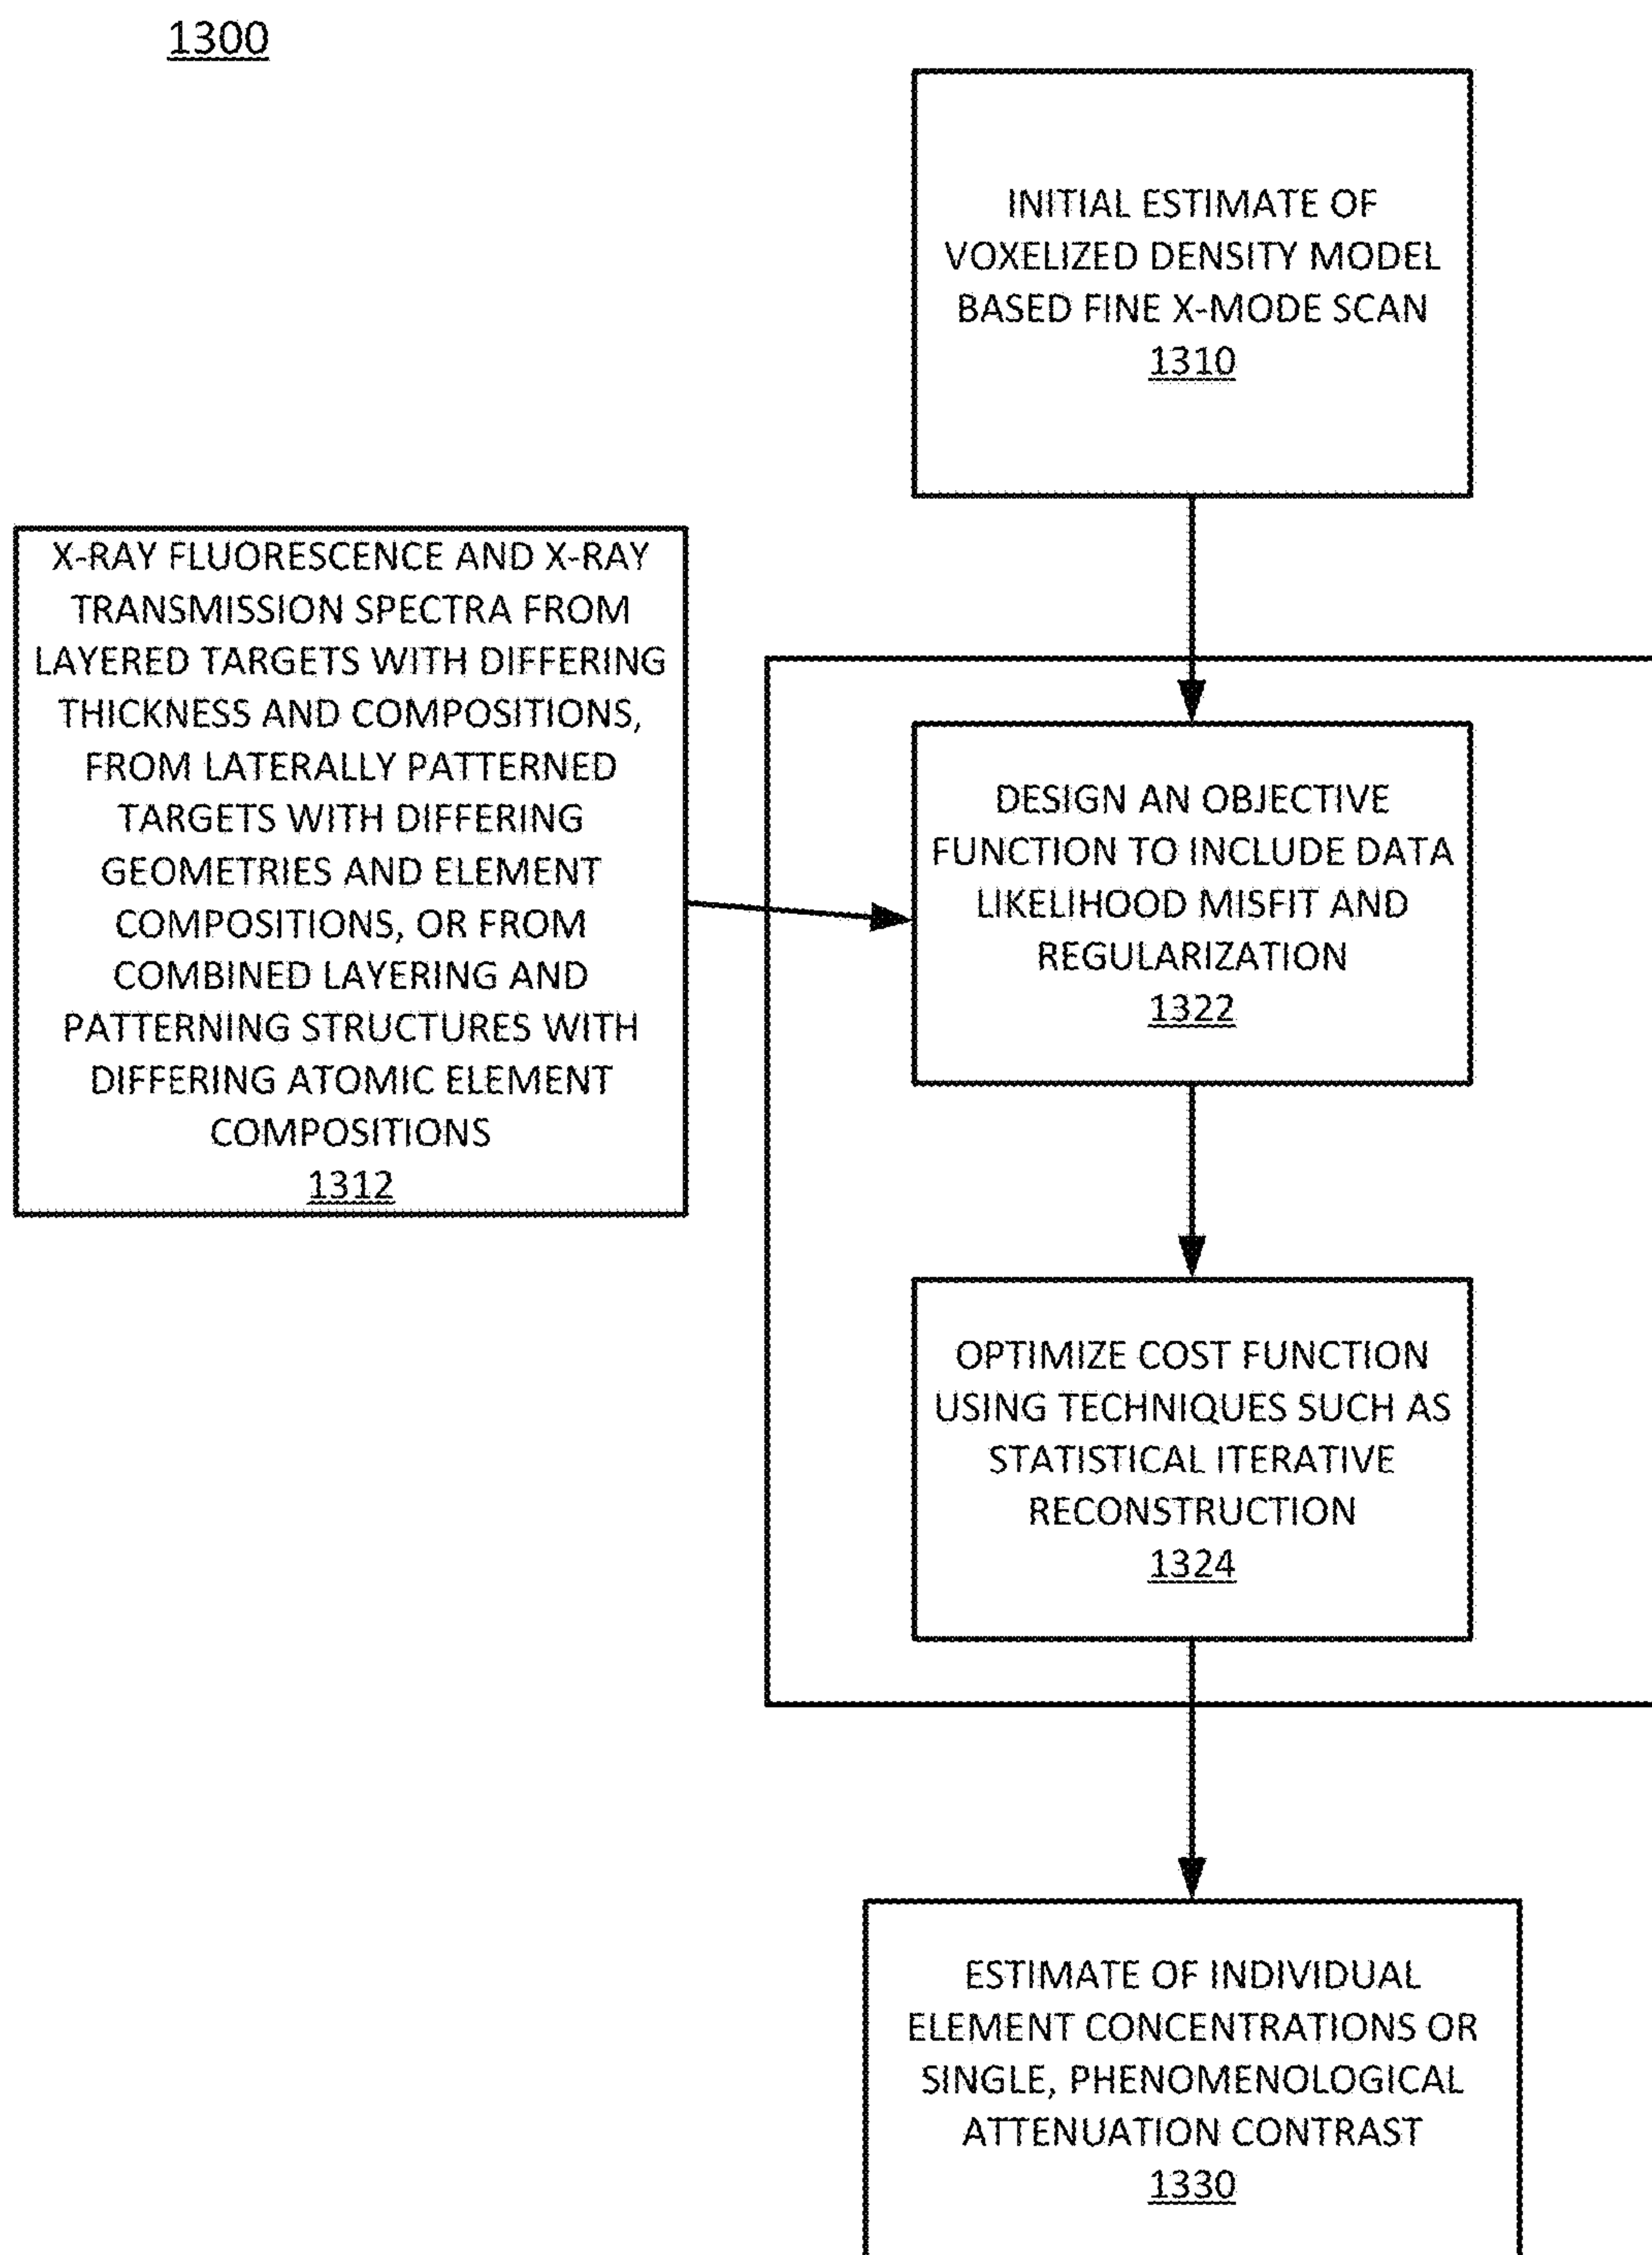 1300
INITIAL ESTIMATE OF
VOXELIZED DENSITY MODEL
BASED FINE X-MODE SCAN
1310
X-RAY FLUORESCENCE AND X-RAY
TRANSMISSION SPECTRA FROM
LAYERED TARGETS WITH DIFFERING
THICKNESS AND COMPOSITIONS,
FROM LATERALLY PATTERNED
TARGETS WITH DIFFERING
GEOMETRIES AND ELEMENT
COMPOSITIONS, OR FROM
COMBINED LAYERING AND
PATTERNING STRUCTURES WITH
DIFFERING ATOMIC ELEMENT
COMPOSITIONS
1312
DESIGN AN OBJECTIVE
FUNCTION TO INCLUDE DATA
LIKELIHOOD MISFIT AND
REGULARIZATION
1322
OPTIMIZE COST FUNCTION
USING TECHNIQUES SUCH AS
STATISTICAL ITERATIVE
RECONSTRUCTION
1324
ESTIMATE OF INDIVIDUAL
ELEMENT CONCENTRATIONS OR
SINGLE, PHENOMENOLOGICAL
ATTENUATION CONTRAST
1330